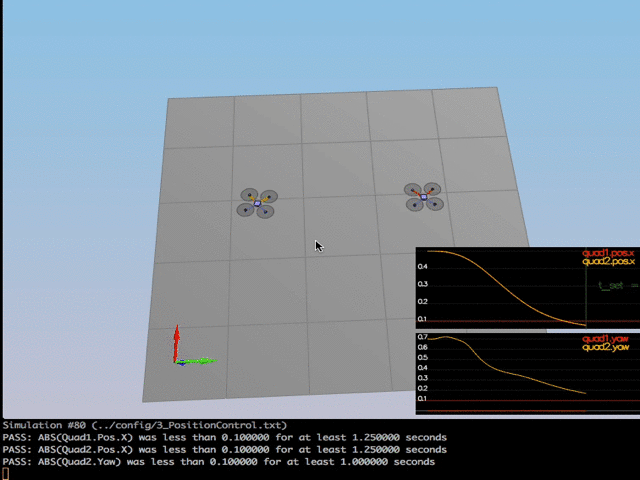 quad1.pos.x
quad2.pos.x
0.4
t_set =
0.3
0.2
0.1
0.7
quad1.yaw
0.6
quad2.yaw
0.5
0.4
0.3
0.2
0.1
Simulation #80 (../config/3_PositionControl.txt)
PASS: ABS(Quad1.Pos.X) was less than 0.100000 for at least 1.250000 seconds
PASS: ABS(Quad2.Pos.X) was less than 0.100000 for at least 1.250000 seconds
PASS: ABS(Quad2.Yaw) was less than 0.100000 for at least 1.000000 seconds